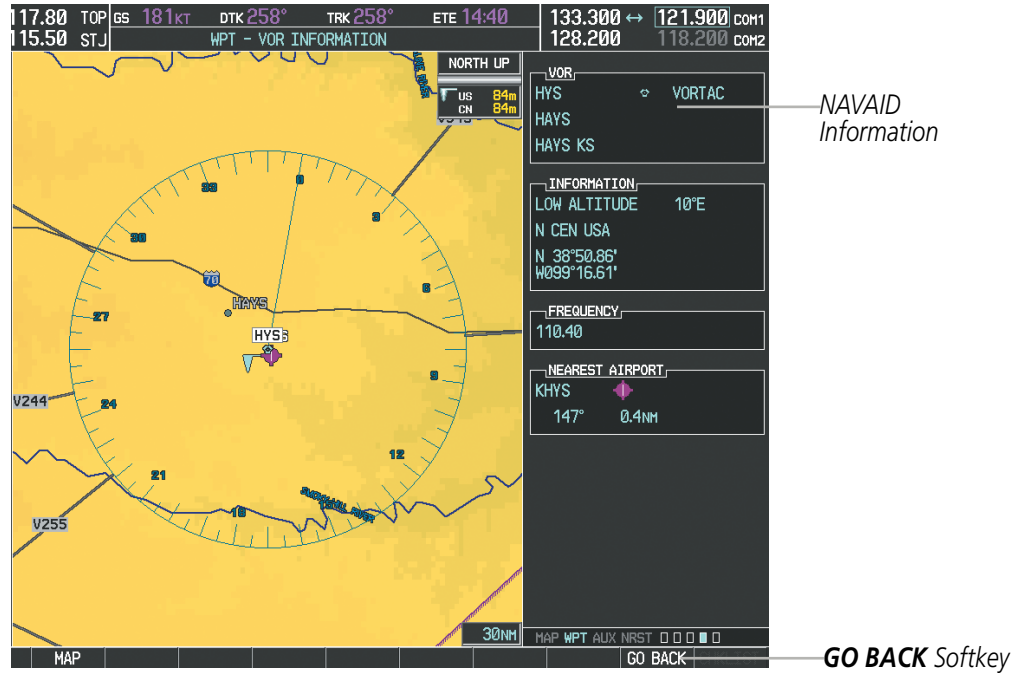 117.80 TOP GS 181KT DTK 258° TRK 258° ETE 14:40 133.300 ↔ 121.900 COM1
115.50 STJ WPT – VOR INFORMATION 128.200 118.200 COM2
NORTH UP
US 84m
CN 84m
33
0
3
30
6
70
HAYS
27
HYS
9
V244
24
12
21
V255
SMOKY HILL RIVER
30NM
VOR
HYS VORTAC
HAYS
HAYS KS
INFORMATION
LOW ALTITUDE 10°E
N CEN USA
N 38°50.86'
W099°16.61'
FREQUENCY
110.40
NEAREST AIRPORT
KHYS
147° 0.4NM
MAP WPT AUX NRST
MAP GO BACK
NAVAID
Information
GO BACK Softkey